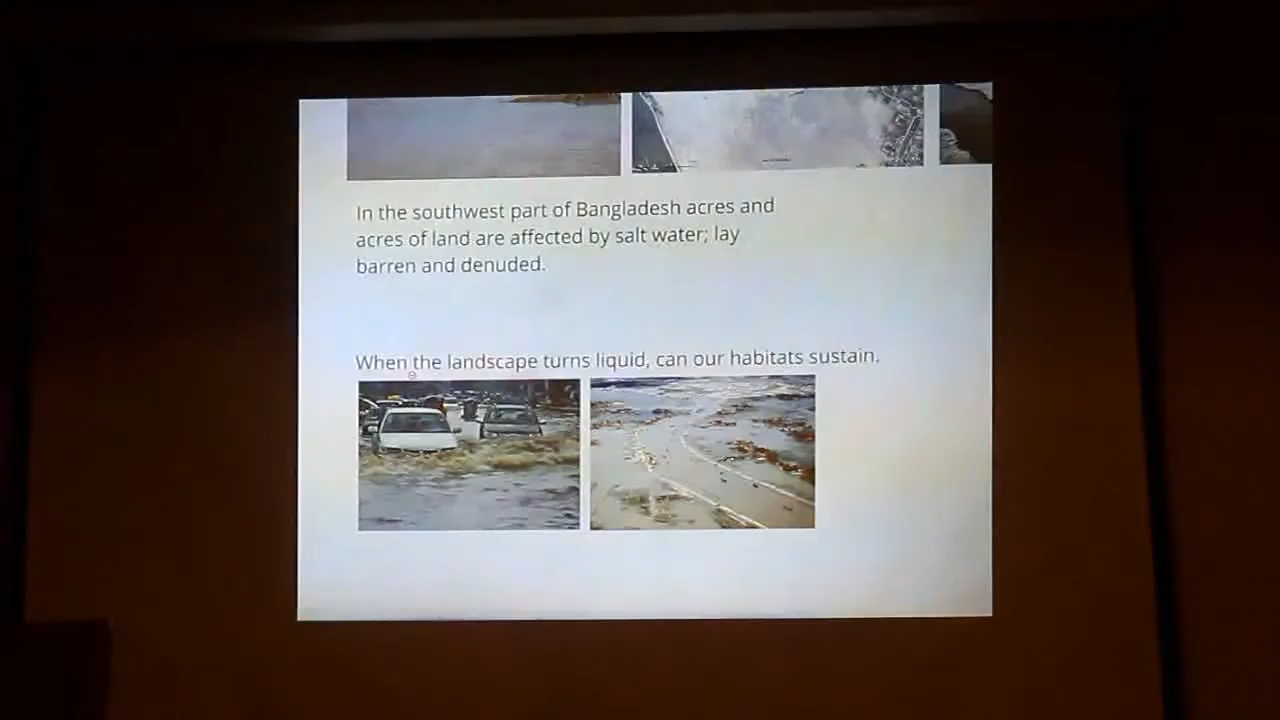 In the southwest part of Bangladesh acres and
acres of land are affected by salt water; lay
barren and denuded.
When the landscape turns liquid, can our habitats sustain.